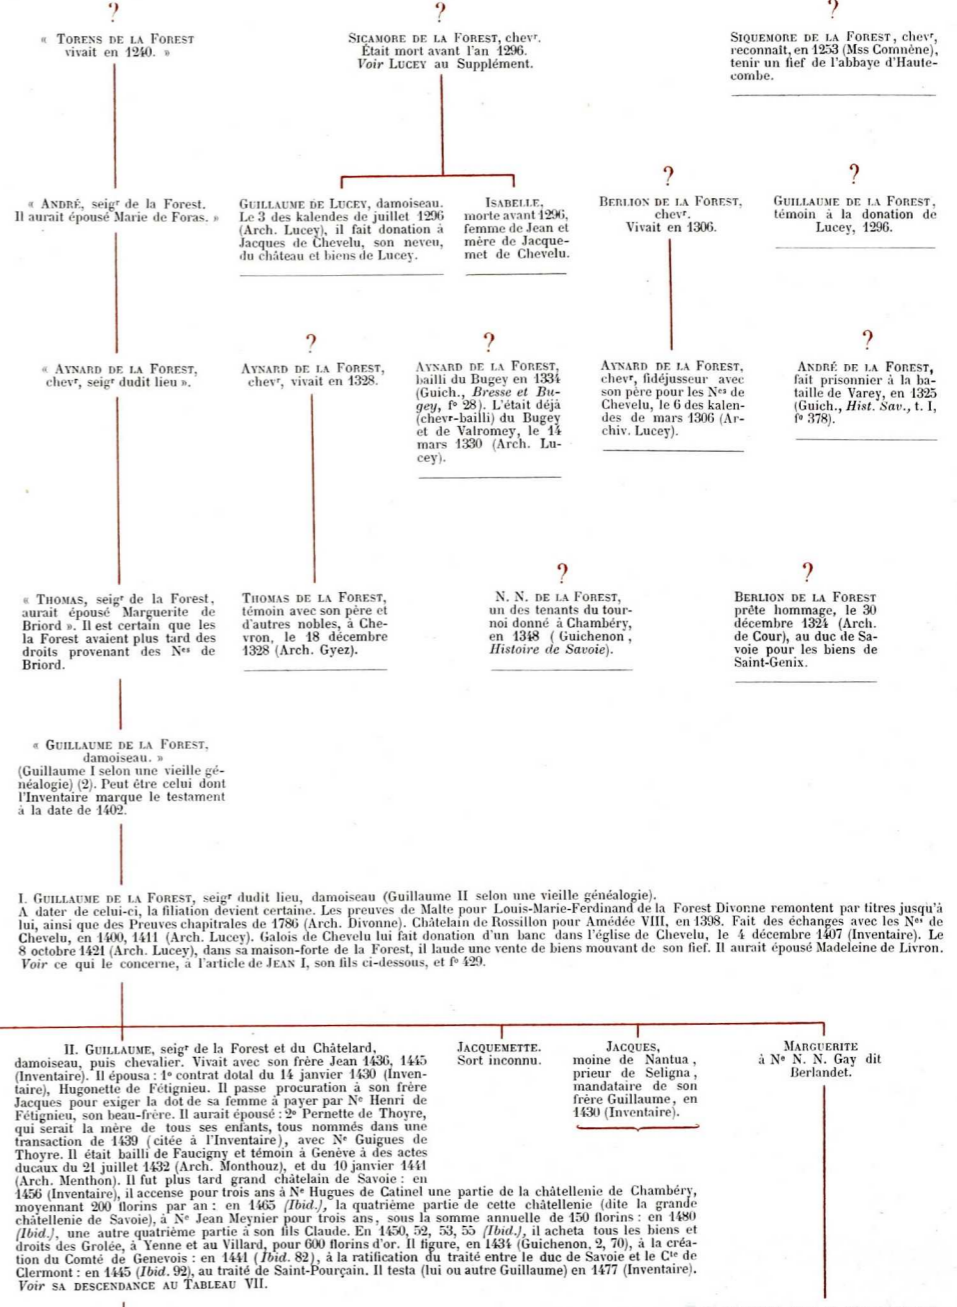 ?
« Torens de la Forest
vivait en 1240. »
?
Sicamore de la Forest, chevr.
Était mort avant l'an 1296.
Voir Lucey au Supplément.
?
Siquemore de la Forest, chevr,
reconnaît, en 1253 (Mss Comnène),
tenir un fief de l'abbaye d'Haute-
combe.
« André, seigr de la Forest.
Il aurait épousé Marie de Foras. »
Guillaume de Lucey, damoiseau.
Le 3 des kalendes de juillet 1296
(Arch. Lucey), il fait donation à
Jacques de Chevelu, son neveu,
du château et biens de Lucey.
Isabelle,
morte avant 1296,
femme de Jean et
mère de Jacque-
met de Chevelu.
?
Berlion de la Forest,
chevr.
Vivait en 1306.
?
Guillaume de la Forest,
témoin à la donation de
Lucey, 1296.
« Aynard de la Forest,
chevr, seigr dudit lieu ».
?
Aynard de la Forest,
chevr, vivait en 1328.
?
Aynard de la Forest,
bailli du Bugey en 1334
(Guich., Bresse et Bu-
gey, fo 28). L'était déjà
(chevr-bailli) du Bugey
et de Valromey, le 14
mars 1330 (Arch. Lu-
cey).
Aynard de la Forest,
chevr, fidéjusseur avec
son père pour les Nes de
Chevelu, le 6 des kalen-
des de mars 1306 (Ar-
chiv. Lucey).
?
André de la Forest,
fait prisonnier à la ba-
taille de Varey, en 1325
(Guich., Hist. Sav., t. I,
fo 378).
« Thomas, seigr de la Forest,
aurait épousé Marguerite de
Briord ». Il est certain que les
la Forest avaient plus tard des
droits provenant des Nes de
Briord.
Thomas de la Forest,
témoin avec son père et
d'autres nobles, à Che-
vron, le 18 décembre
1328 (Arch. Gyez).
?
N. N. de la Forest,
un des tenants du tour-
noi donné à Chambéry,
en 1348 (Guichenon,
Histoire de Savoie).
?
Berlion de la Forest
prête hommage, le 30
décembre 1324 (Arch.
de Cour), au duc de Sa-
voie pour les biens de
Saint-Genix.
« Guillaume de la Forest,
damoiseau. »
(Guillaume I selon une vieille gé-
néalogie) (2). Peut être celui dont
l'Inventaire marque le testament
à la date de 1402.
I. Guillaume de la Forest, seigr dudit lieu, damoiseau (Guillaume II selon une vieille généalogie).
A dater de celui-ci, la filiation devient certaine. Les preuves de Malte pour Louis-Marie-Ferdinand de la Forest Divonne remontent par titres jusqu'à
lui, ainsi que des Preuves chapitrales de 1786 (Arch. Divonne). Châtelain de Rossillon pour Amédée VIII, en 1398. Fait des échanges avec les Nes de
Chevelu, en 1400, 1411 (Arch. Lucey). Galois de Chevelu lui fait donation d'un banc dans l'église de Chevelu, le 4 décembre 1407 (Inventaire). Le
8 octobre 1421 (Arch. Lucey), dans sa maison-forte de la Forest, il laude une vente de biens mouvant de son fief. Il aurait épousé Madeleine de Livron.
Voir ce qui le concerne, à l'article de Jean I, son fils ci-dessous, et fo 429.
II. Guillaume, seigr de la Forest et du Châtelard,
damoiseau, puis chevalier. Vivait avec son frère Jean 1436, 1445
(Inventaire). Il épousa : 1o contrat dotal du 14 janvier 1430 (Inven-
taire), Hugonette de Fétignieu. Il passe procuration à son frère
Jacques pour exiger la dot de sa femme à payer par Ne Henri de
Fétignieu, son beau-frère. Il aurait épousé : 2o Pernette de Thoyre,
qui serait la mère de tous ses enfants, tous nommés dans une
transaction de 1439 (citée à l'Inventaire), avec Ne Guigues de
Thoyre. Il était bailli de Faucigny et témoin à Genève à des actes
ducaux du 21 juillet 1432 (Arch. Monthouz), et du 10 janvier 1441
(Arch. Menthon). Il fut plus tard grand châtelain de Savoie : en
1456 (Inventaire), il accense pour trois ans à Ne Hugues de Catinel une partie de la châtellenie de Chambéry,
moyennant 200 florins par an : en 1465 (Ibid.), la quatrième partie de cette châtellenie (dite la grande
châtellenie de Savoie), à Ne Jean Meynier pour trois ans, sous la somme annuelle de 150 florins : en 1480
(Ibid.), une autre quatrième partie à son fils Claude. En 1450, 52, 53, 55 (Ibid.), il acheta tous les biens et
droits des Grolée, à Yenne et au Villard, pour 600 florins d'or. Il figure, en 1434 (Guichenon, 2, 70), à la créa-
tion du Comté de Genevois : en 1441 (Ibid. 82), à la ratification du traité entre le duc de Savoie et le Cte de
Clermont : en 1445 (Ibid. 92), au traité de Saint-Pourçain. Il testa (lui ou autre Guillaume) en 1477 (Inventaire).
Voir sa descendance au Tableau VII.
Jacquemette.
Sort inconnu.
Jacques,
moine de Nantua,
prieur de Seligna,
mandataire de son
frère Guillaume, en
1430 (Inventaire).
Marguerite
à Ne N. N. Gay dit
Berlandet.